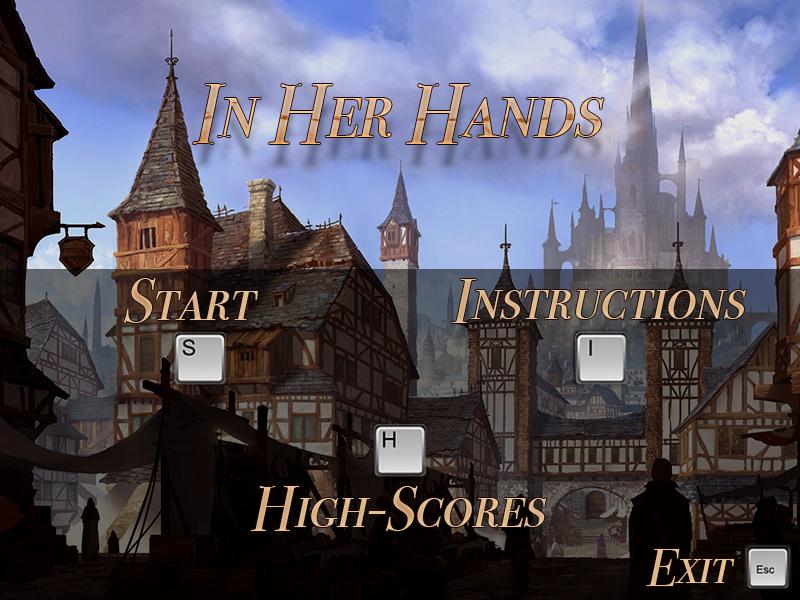 In Her Hands
Start
Instructions
S
I
H
High-Scores
Exit
Esc